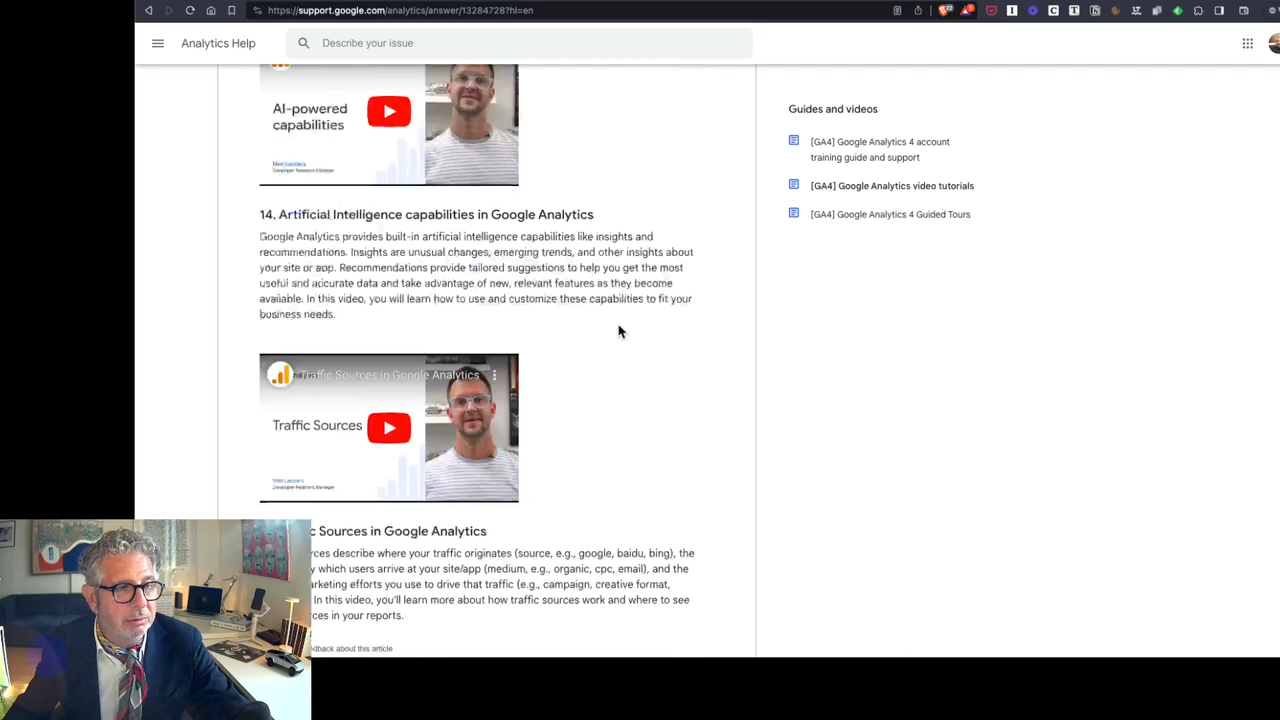 https://support.google.com/analytics/answer/13284728?hl=en
Analytics Help
Describe your issue
AI-powered
capabilities
Developer Relations Manager
14. Artificial Intelligence capabilities in Google Analytics
Google Analytics provides built-in artificial intelligence capabilities like insights and
recommendations. Insights are unusual changes, emerging trends, and other insights about
your site or app. Recommendations provide tailored suggestions to help you get the most
useful and accurate data and take advantage of new, relevant features as they become
available. In this video, you will learn how to use and customize these capabilities to fit your
business needs.
Traffic Sources in Google Analytics
Traffic Sources
Developer Relations Manager
c Sources in Google Analytics
rces describe where your traffic originates (source, e.g., google, baidu, bing), the
y which users arrive at your site/app (medium, e.g., organic, cpc, email), and the
arketing efforts you use to drive that traffic (e.g., campaign, creative format,
In this video, you'll learn more about how traffic sources work and where to see
rces in your reports.
dback about this article
Guides and videos
[GA4] Google Analytics 4 account
training guide and support
[GA4] Google Analytics video tutorials
[GA4] Google Analytics 4 Guided Tours